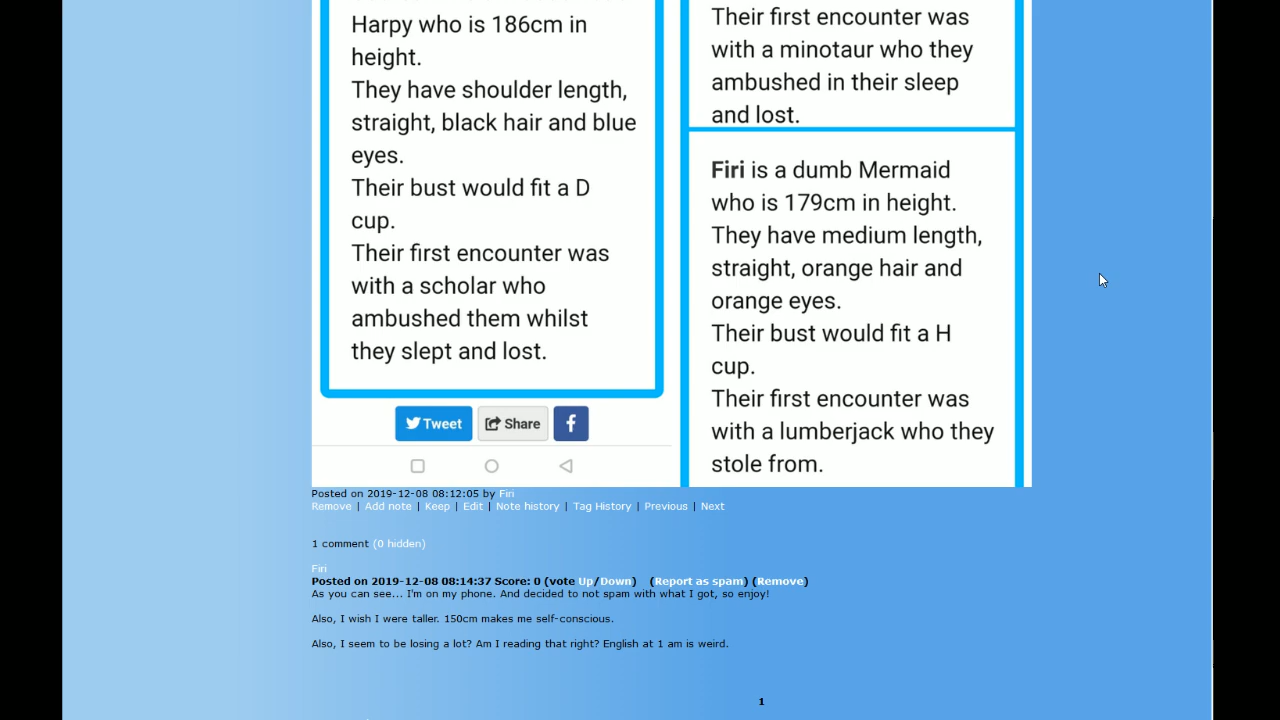 Harpy who is 186cm in
height.
They have shoulder length,
straight, black hair and blue
eyes.
Their bust would fit a D
cup.
Their first encounter was
with a scholar who
ambushed them whilst
they slept and lost.
Tweet
Share
Their first encounter was
with a minotaur who they
ambushed in their sleep
and lost.
Firi is a dumb Mermaid
who is 179cm in height.
They have medium length,
straight, orange hair and
orange eyes.
Their bust would fit a H
cup.
Their first encounter was
with a lumberjack who they
stole from.
Posted on 2019-12-08 08:12:05 by Firi
Remove | Add note | Keep | Edit | Note history | Tag History | Previous | Next
1 comment (0 hidden)
Firi
Posted on 2019-12-08 08:14:37 Score: 0 (vote Up/Down) (Report as spam) (Remove)
As you can see... I'm on my phone. And decided to not spam with what I got, so enjoy!
Also, I wish I were taller. 150cm makes me self-conscious.
Also, I seem to be losing a lot? Am I reading that right? English at 1 am is weird.
1